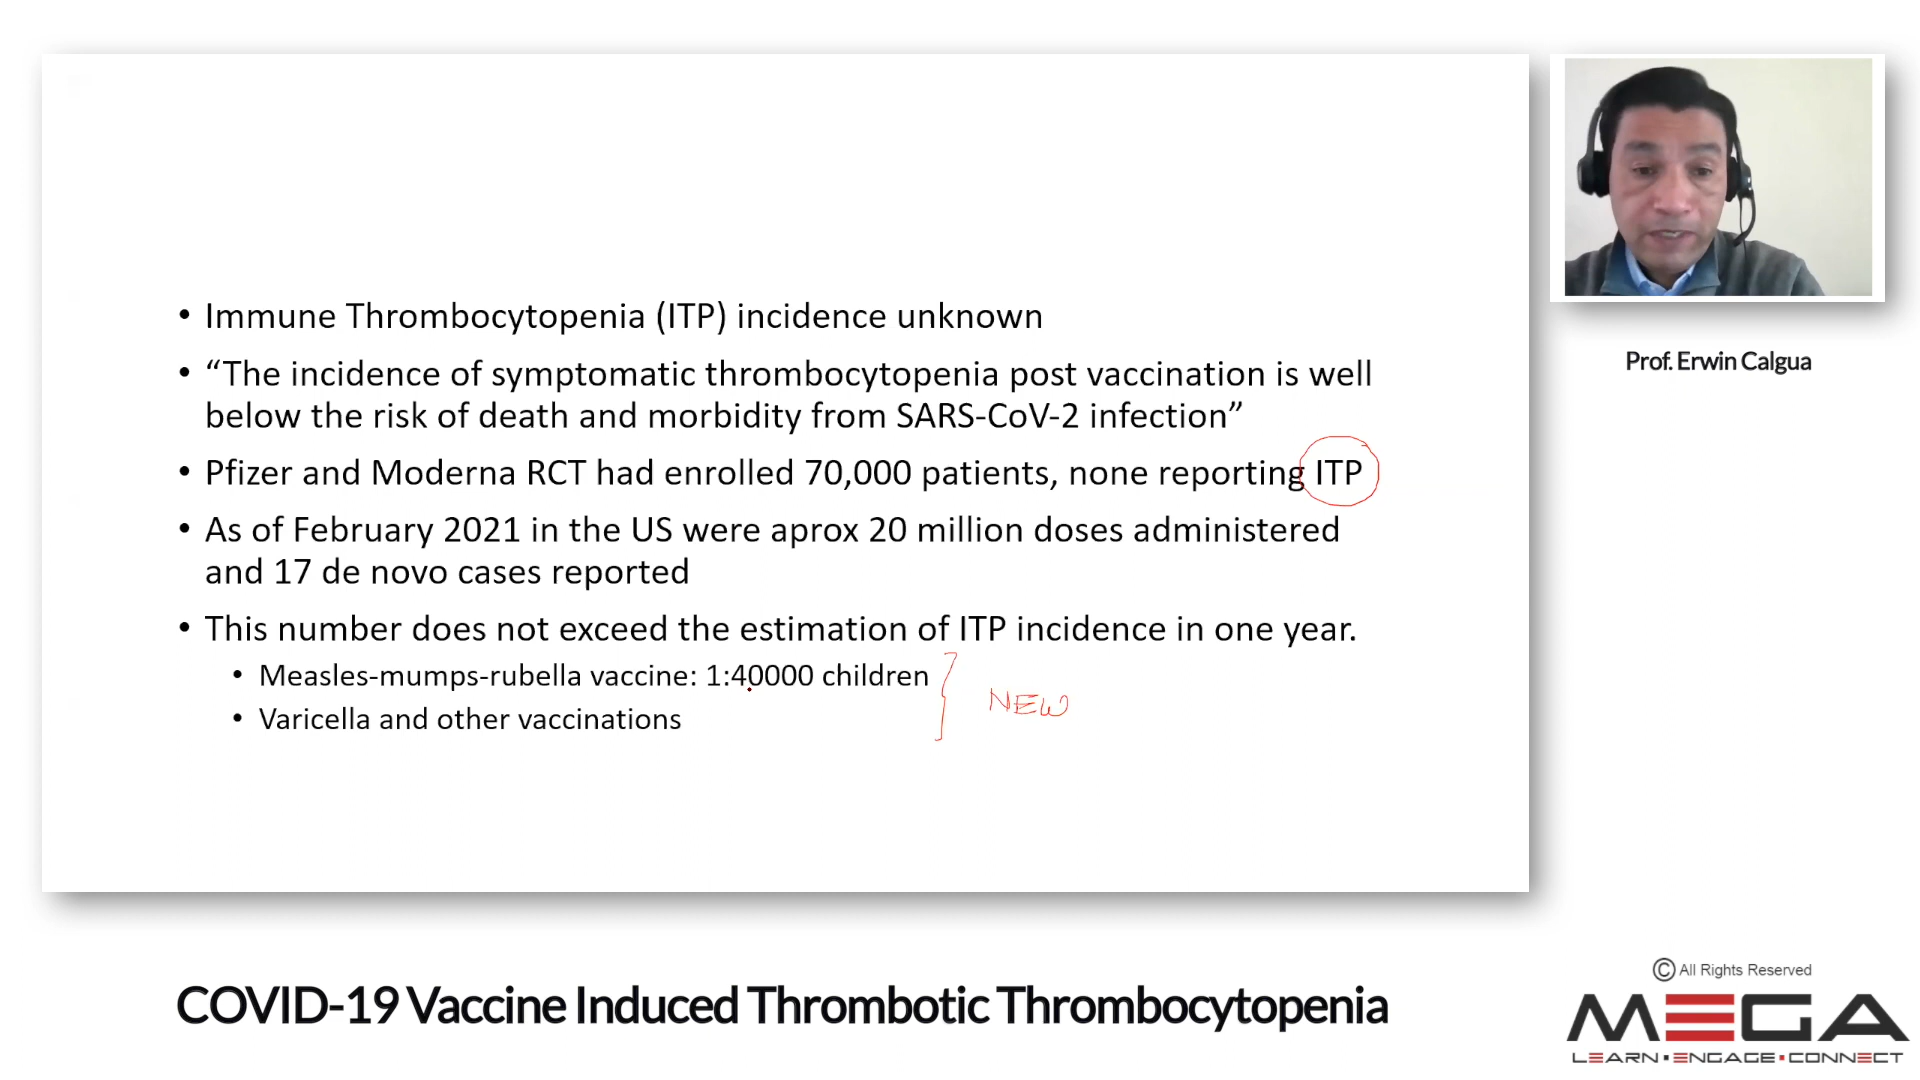 • Immune Thrombocytopenia (ITP) incidence unknown
• “The incidence of symptomatic thrombocytopenia post vaccination is well
below the risk of death and morbidity from SARS-CoV-2 infection”
• Pfizer and Moderna RCT had enrolled 70,000 patients, none reporting ITP
• As of February 2021 in the US were aprox 20 million doses administered
and 17 de novo cases reported
• This number does not exceed the estimation of ITP incidence in one year.
• Measles-mumps-rubella vaccine: 1:40000 children
• Varicella and other vaccinations
NEW
Prof. Erwin Calgua
COVID-19 Vaccine Induced Thrombotic Thrombocytopenia
© All Rights Reserved
MEGA
LEARN▪ENGAGE▪CONNECT